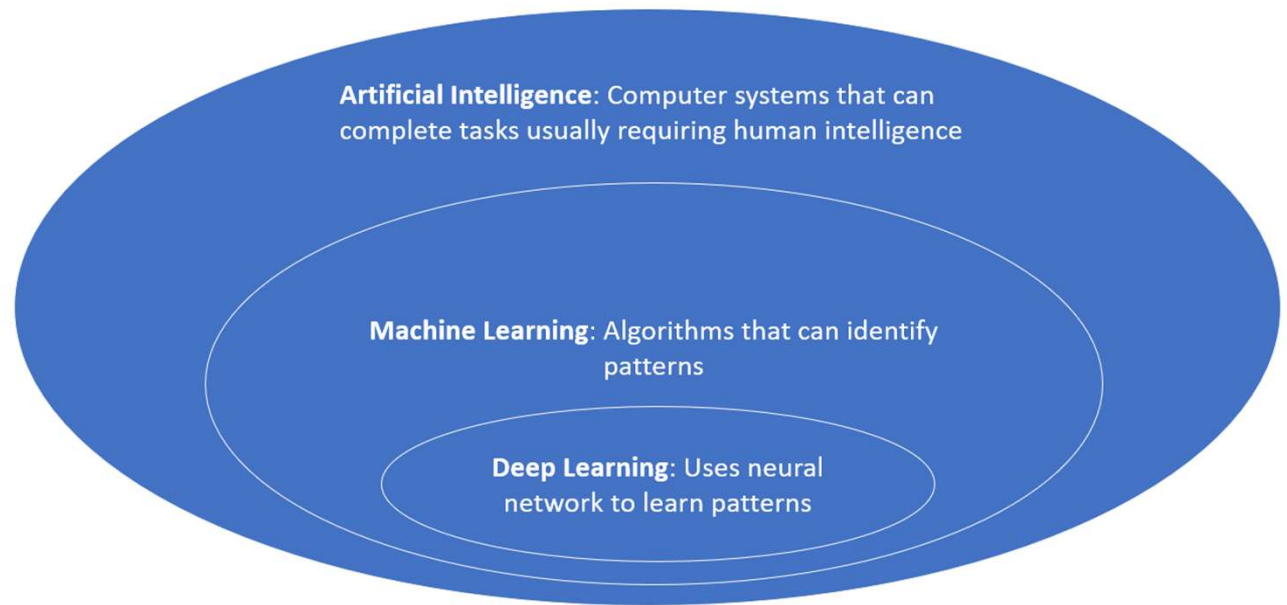 Artificial Intelligence: Computer systems that can
complete tasks usually requiring human intelligence
Machine Learning: Algorithms that can identify
patterns
Deep Learning: Uses neural
network to learn patterns